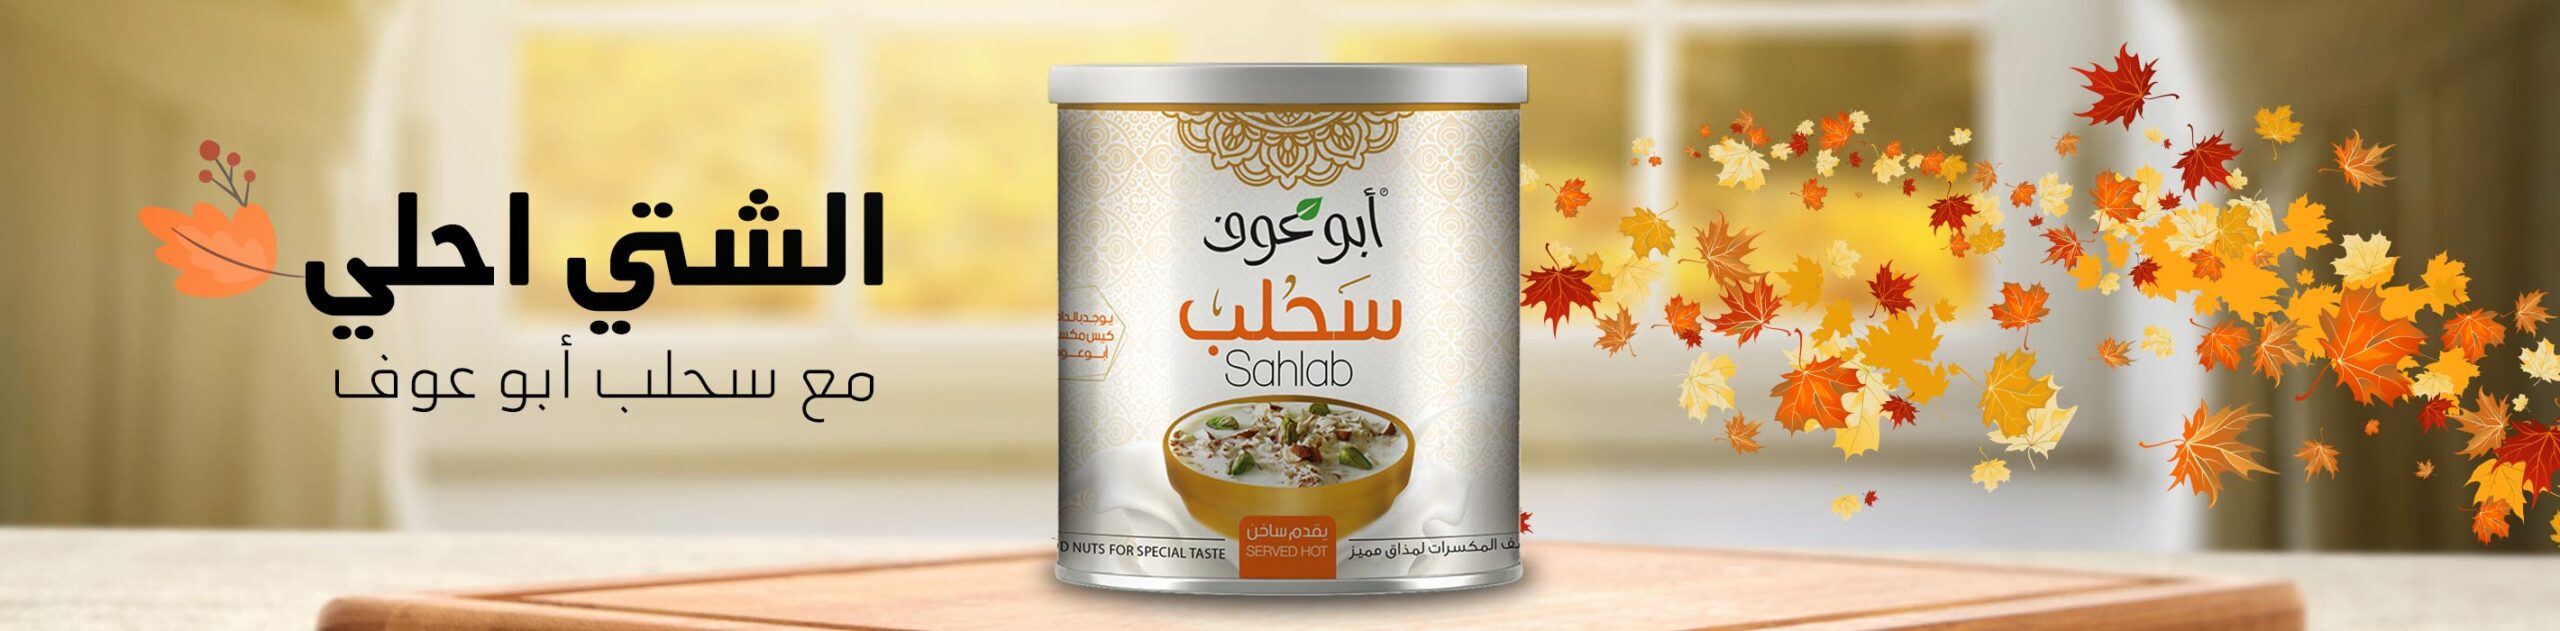 الشتي احلي
مع سحلب أبو عوف
أبو عوف
سَحْلب
Sahlab
كيس
يقدم ساخن
SERVED HOT
NUTS FOR SPECIAL TASTE
المكسرات لمذاق مميز